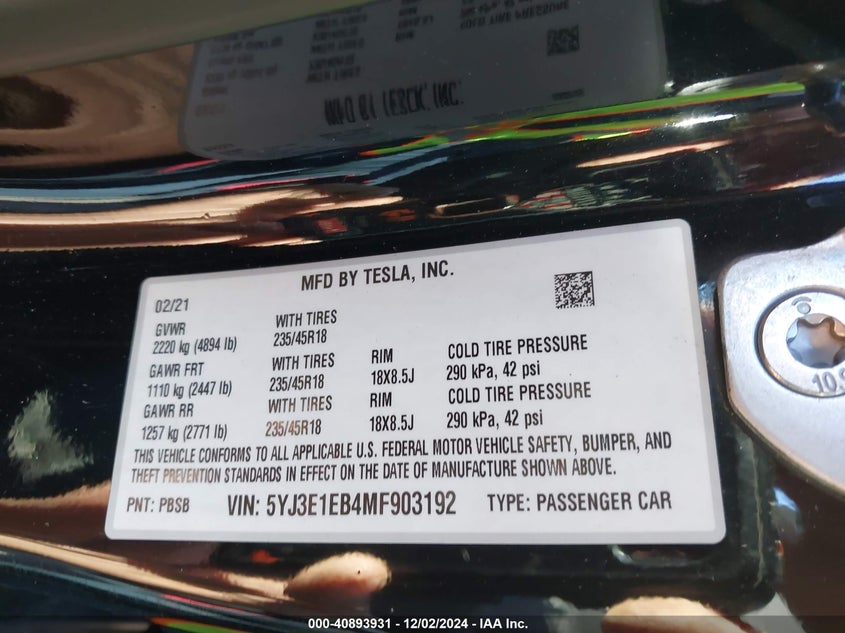 MFD BY TESLA, INC.
02/21
GVWR
2220 kg (4894 lb)
WITH TIRES
235/45R18
GAWR FRT
1110 kg (2447 lb)
WITH TIRES
235/45R18
RIM
18X8.5J
COLD TIRE PRESSURE
290 kPa, 42 psi
GAWR RR
1257 kg (2771 lb)
WITH TIRES
235/45R18
RIM
18X8.5J
COLD TIRE PRESSURE
290 kPa, 42 psi
THIS VEHICLE CONFORMS TO ALL APPLICABLE U.S. FEDERAL MOTOR VEHICLE SAFETY, BUMPER, AND
THEFT PREVENTION STANDARDS IN EFFECT ON THE DATE OF MANUFACTURE SHOWN ABOVE.
PNT: PBSB VIN: 5YJ3E1EB4MF903192 TYPE: PASSENGER CAR
000-40893931 - 12/02/2024 - IAA Inc.